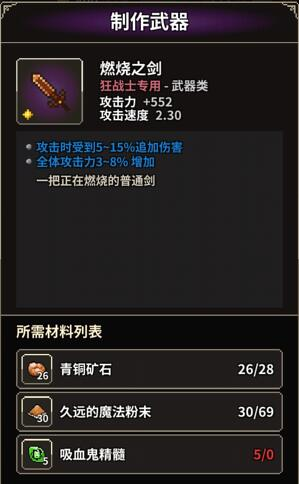 制作武器
燃烧之剑
狂战士专用 - 武器类
攻击力 +552
攻击速度 2.30
攻击时受到5~15%追加伤害
全体攻击力3~8% 增加
一把正在燃烧的普通剑
所需材料列表
26
青铜矿石 26/28
30
久远的魔法粉末 30/69
5
吸血鬼精髓 5/0